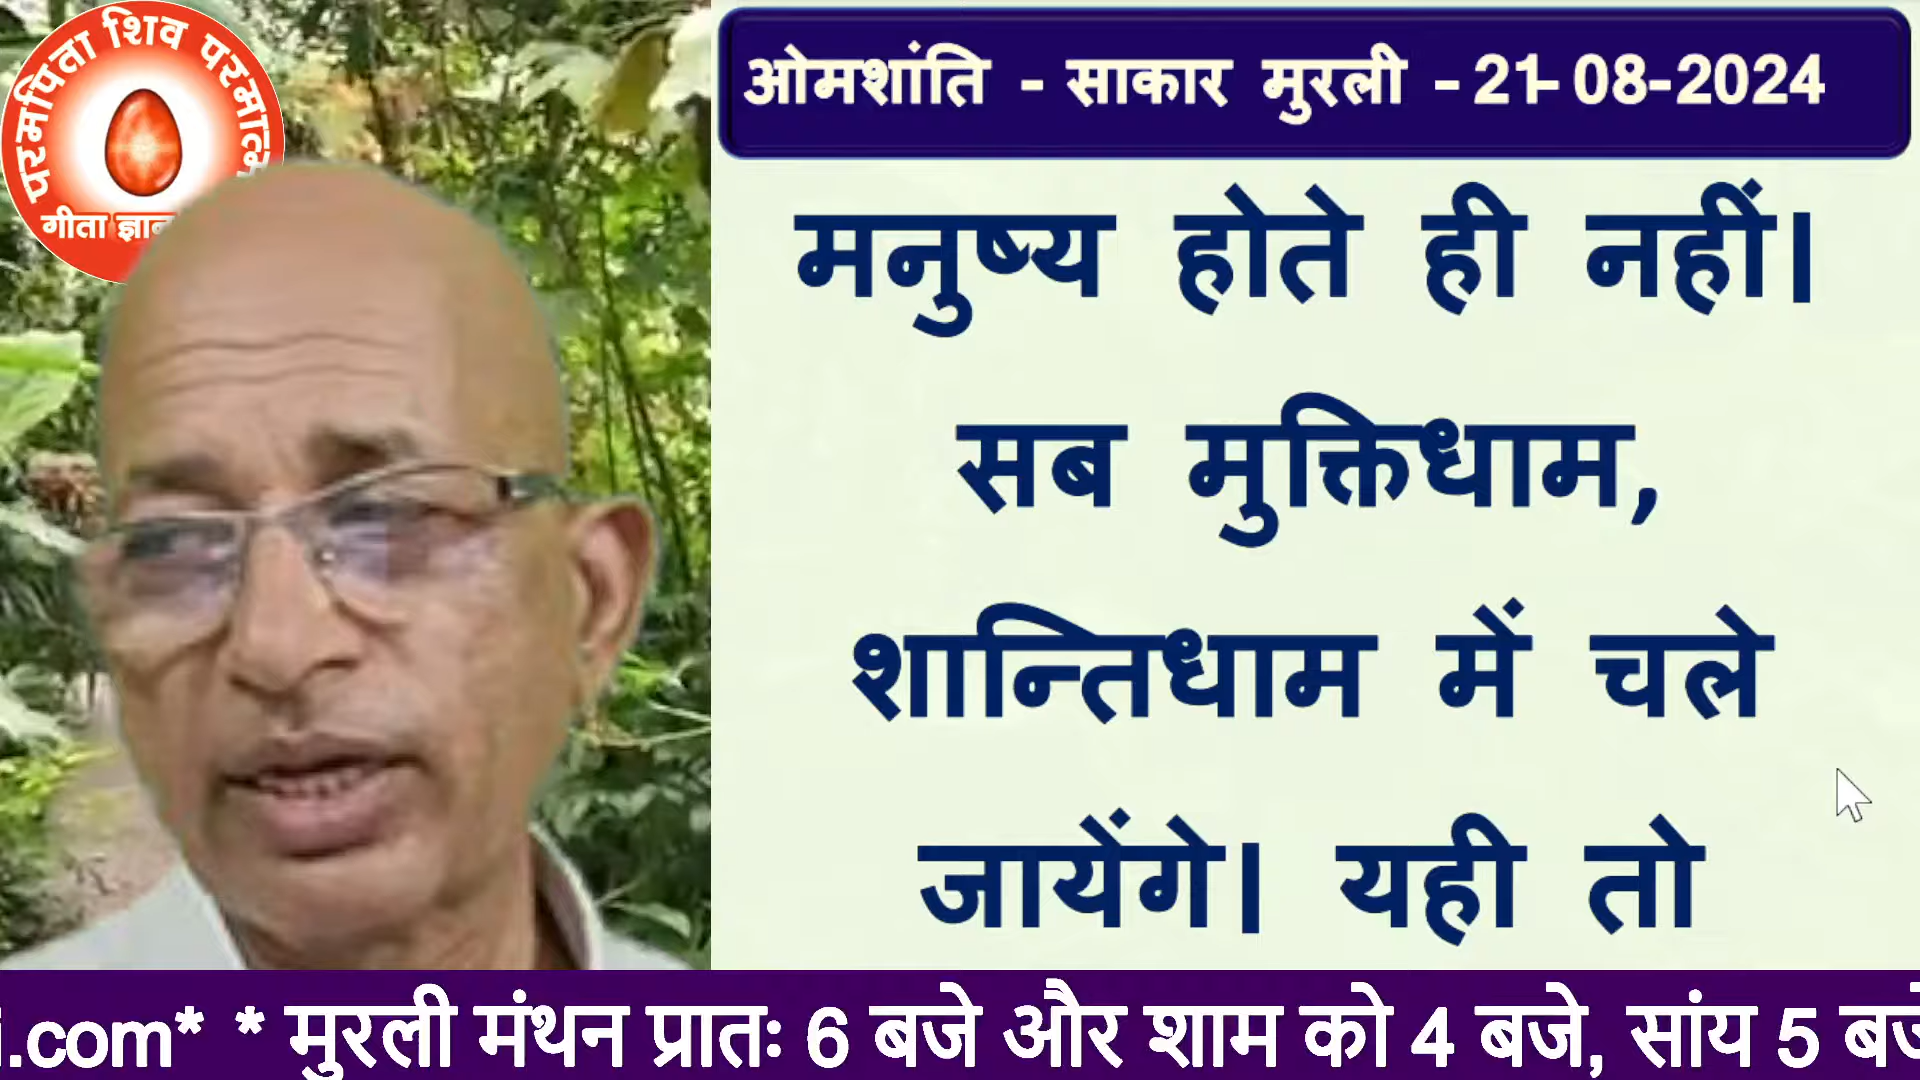 परमपिता शिव
गीता
ओमशांति - साकार मुरली - 21- 08-2024
मनुष्य होते ही नहीं।
सब मुक्तिधाम,
शान्तिधाम में चले
जायेंगे। यही तो
i.com* * मुरली मंथन प्रातः 6 बजे और शाम को 4 बजे, सांय 5